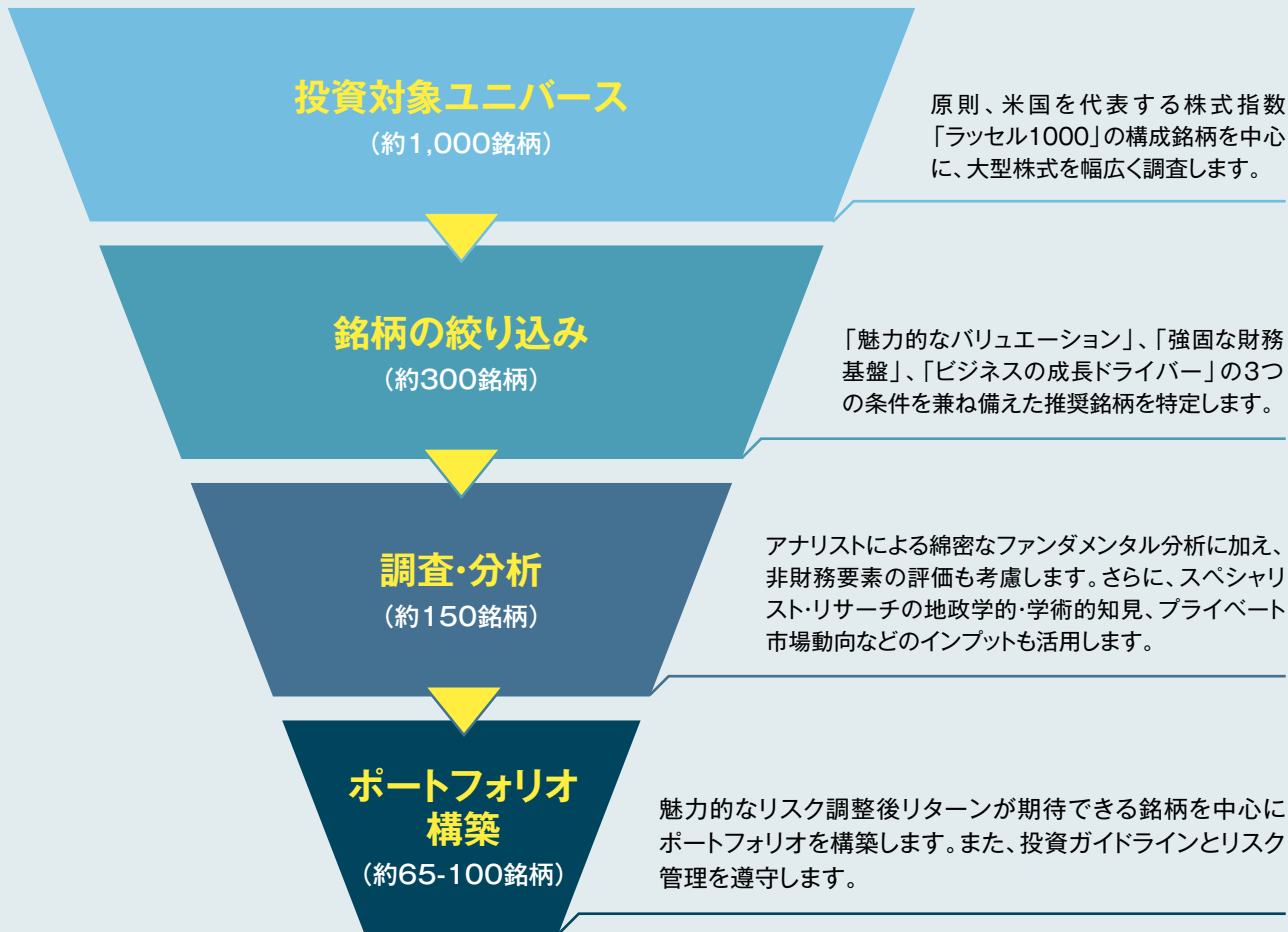 投資対象ユニバース
（約1,000銘柄）
原則、米国を代表する株式指数
「ラッセル1000」の構成銘柄を中心
に、大型株式を幅広く調査します。
銘柄の絞り込み
（約300銘柄）
「魅力的なバリュエーション」、「強固な財務
基盤」、「ビジネスの成長ドライバー」の3つ
の条件を兼ね備えた推奨銘柄を特定します。
調査・分析
（約150銘柄）
アナリストによる綿密なファンダメンタル分析に加え、
非財務要素の評価も考慮します。さらに、スペシャリ
スト・リサーチの地政学的・学術的知見、プライベート
市場動向などのインプットも活用します。
ポートフォリオ
構築
（約65-100銘柄）
魅力的なリスク調整後リターンが期待できる銘柄を中心に
ポートフォリオを構築します。また、投資ガイドラインとリスク
管理を遵守します。